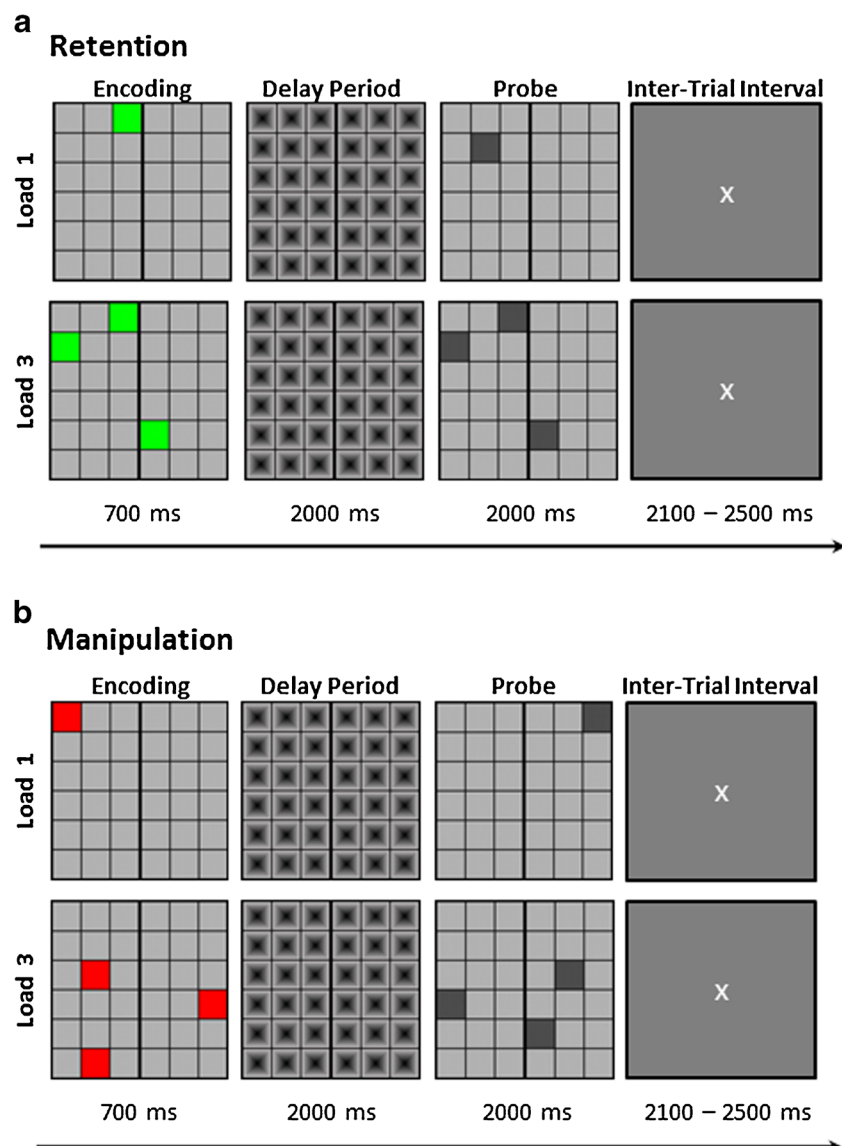 a
Retention
Encoding Delay Period Probe Inter-Trial Interval
Load 1
X
Load 3
X
700 ms 2000 ms 2000 ms 2100 – 2500 ms
b
Manipulation
Encoding Delay Period Probe Inter-Trial Interval
Load 1
X
Load 3
X
700 ms 2000 ms 2000 ms 2100 – 2500 ms